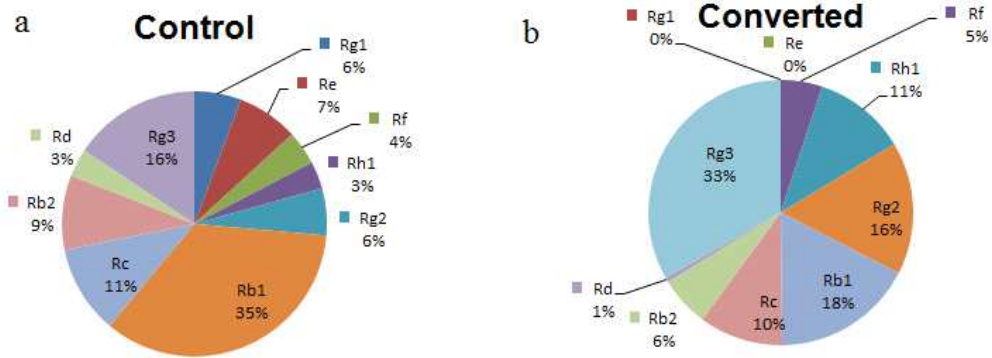 a
Control
Rg1
6%
Re
7%
Rf
4%
Rh1
3%
Rg2
6%
Rb1
35%
Rc
11%
Rb2
9%
Rd
3%
Rg3
16%
b
Converted
Rg1
0%
Re
0%
Rf
5%
Rh1
11%
Rg2
16%
Rb1
18%
Rc
10%
Rb2
6%
Rd
1%
Rg3
33%